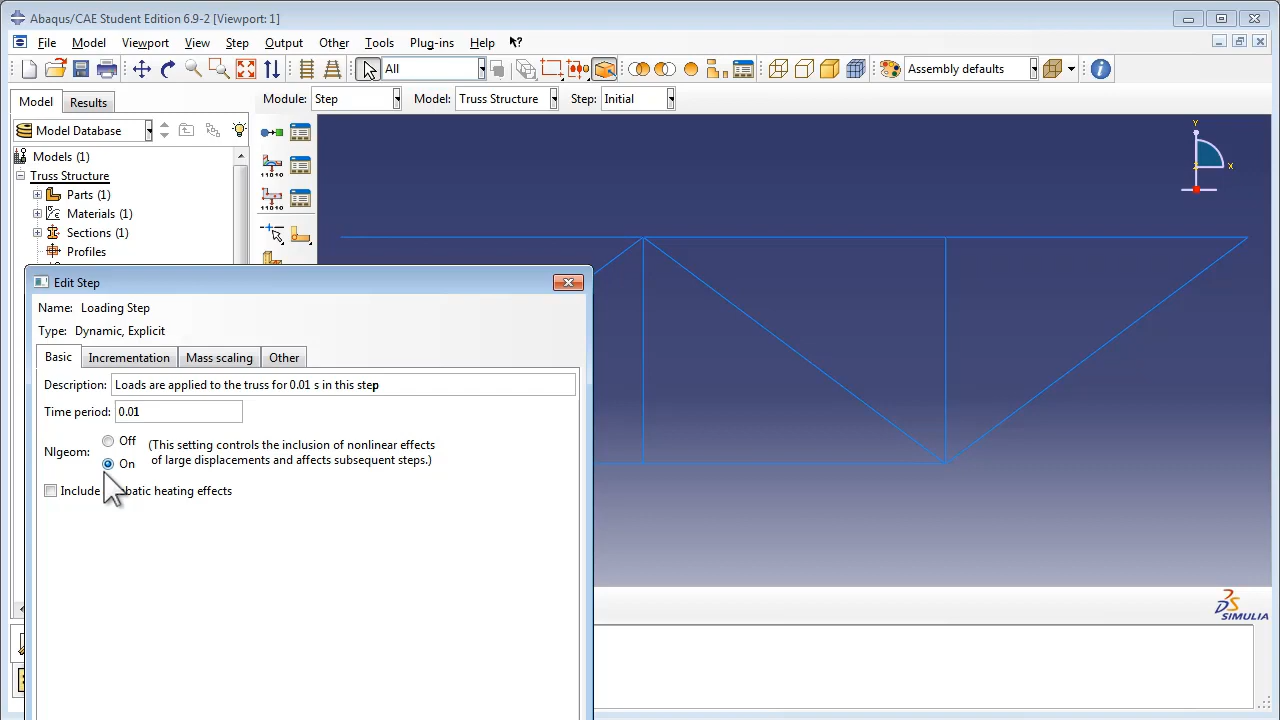 Abaqus/CAE Student Edition 6.9-2 [Viewport: 1]
File Model Viewport View Step Output Other Tools Plug-ins Help
All
Assembly defaults
Model Results
Module: Step Model: Truss Structure Step: Initial
Model Database
Models (1)
Truss Structure
Parts (1)
Materials (1)
Sections (1)
Profiles
Y
X
Z
Edit Step
Name: Loading Step
Type: Dynamic, Explicit
Basic Incrementation Mass scaling Other
Description: Loads are applied to the truss for 0.01 s in this step
Time period: 0.01
Nlgeom:
Off
On
(This setting controls the inclusion of nonlinear effects
of large displacements and affects subsequent steps.)
Include batic heating effects
SIMULIA